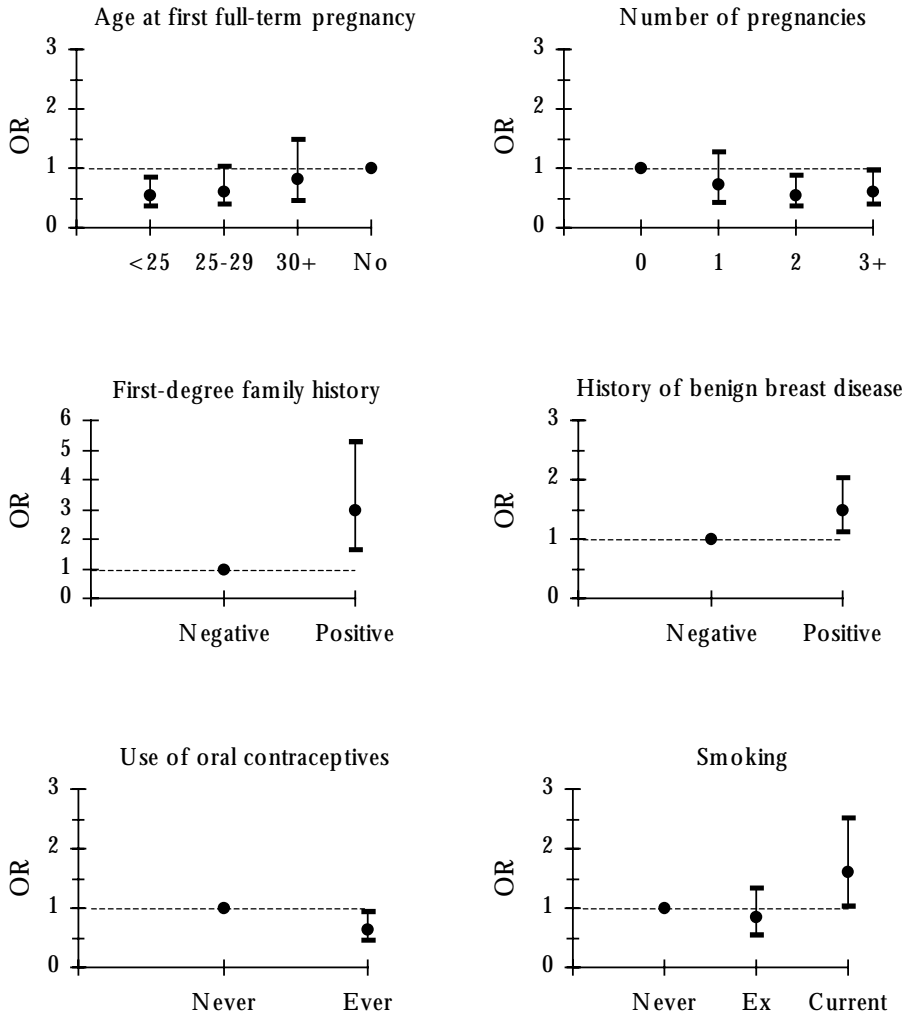 Age at first full-term pregnancy
3
2
1
0
OR
<25 25-29 30+ No
Number of pregnancies
3
2
1
0
OR
0 1 2 3+
First-degree family history
6
5
4
3
2
1
0
OR
Negative Positive
History of benign breast disease
3
2
1
0
OR
Negative Positive
Use of oral contraceptives
3
2
1
0
OR
Never Ever
Smoking
3
2
1
0
OR
Never Ex Current